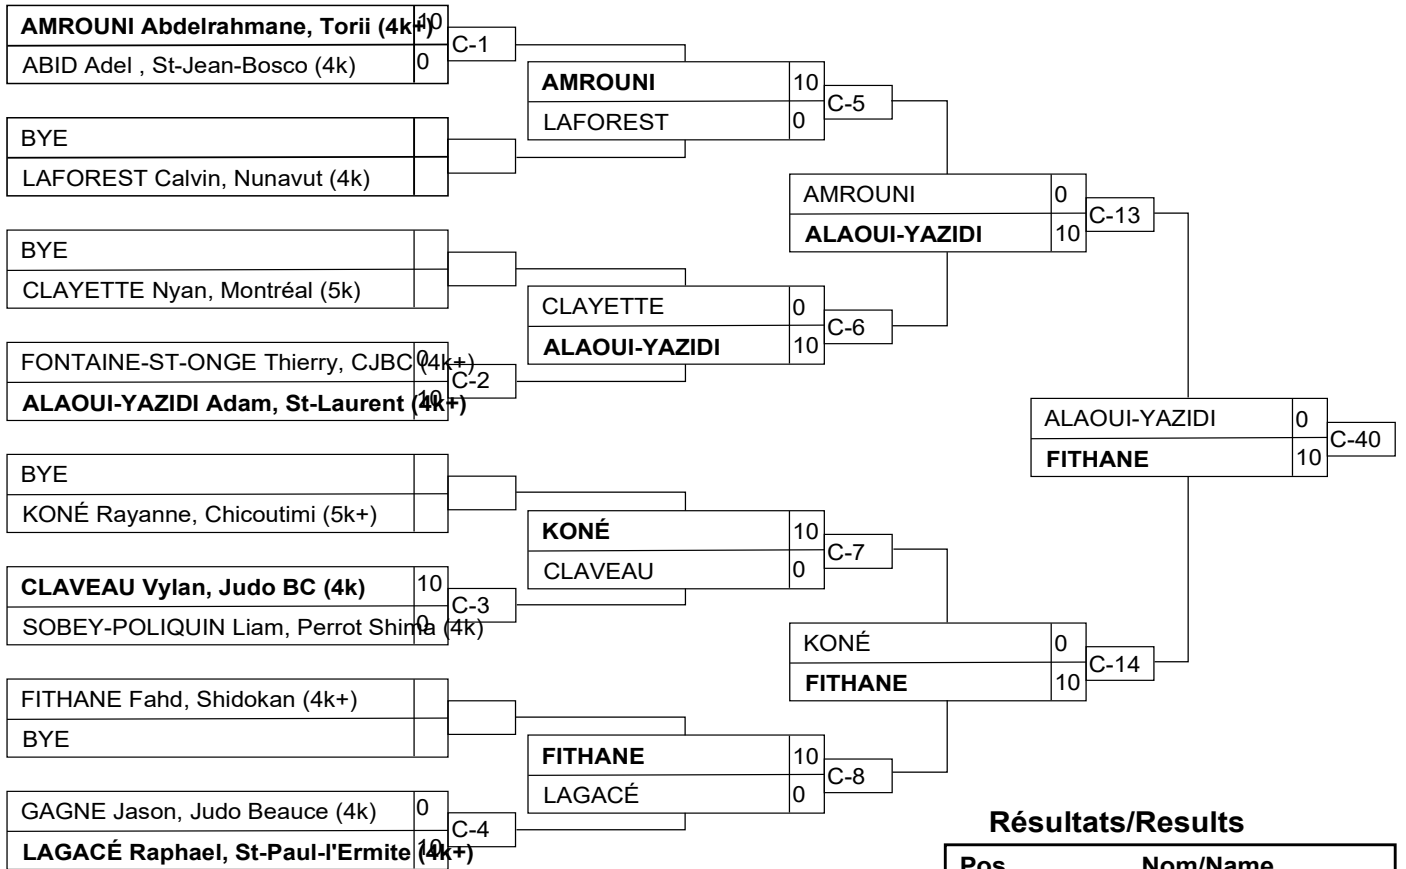 AMROUNI Abdelrahmane, Torii (4k+) 10
C-1
ABID Adel , St-Jean-Bosco (4k) 0
BYE
LAFOREST Calvin, Nunavut (4k)
BYE
CLAYETTE Nyan, Montréal (5k)
FONTAINE-ST-ONGE Thierry, CJBC (4k+) 0
C-2
ALAOUI-YAZIDI Adam, St-Laurent (4k+) 10
BYE
KONÉ Rayanne, Chicoutimi (5k+)
CLAVEAU Vylan, Judo BC (4k) 10
C-3
SOBEY-POLIQUIN Liam, Perrot Shima (4k) 0
FITHANE Fahd, Shidokan (4k+)
BYE
GAGNE Jason, Judo Beauce (4k) 0
C-4
LAGACÉ Raphael, St-Paul-l'Ermite (4k+) 10
AMROUNI 10
C-5
LAFOREST 0
CLAYETTE 0
C-6
ALAOUI-YAZIDI 10
KONÉ 10
C-7
CLAVEAU 0
FITHANE 10
C-8
LAGACÉ 0
AMROUNI 0
C-13
ALAOUI-YAZIDI 10
KONÉ 0
C-14
FITHANE 10
ALAOUI-YAZIDI 0
C-40
FITHANE 10
Résultats/Results
Pos Nom/Name